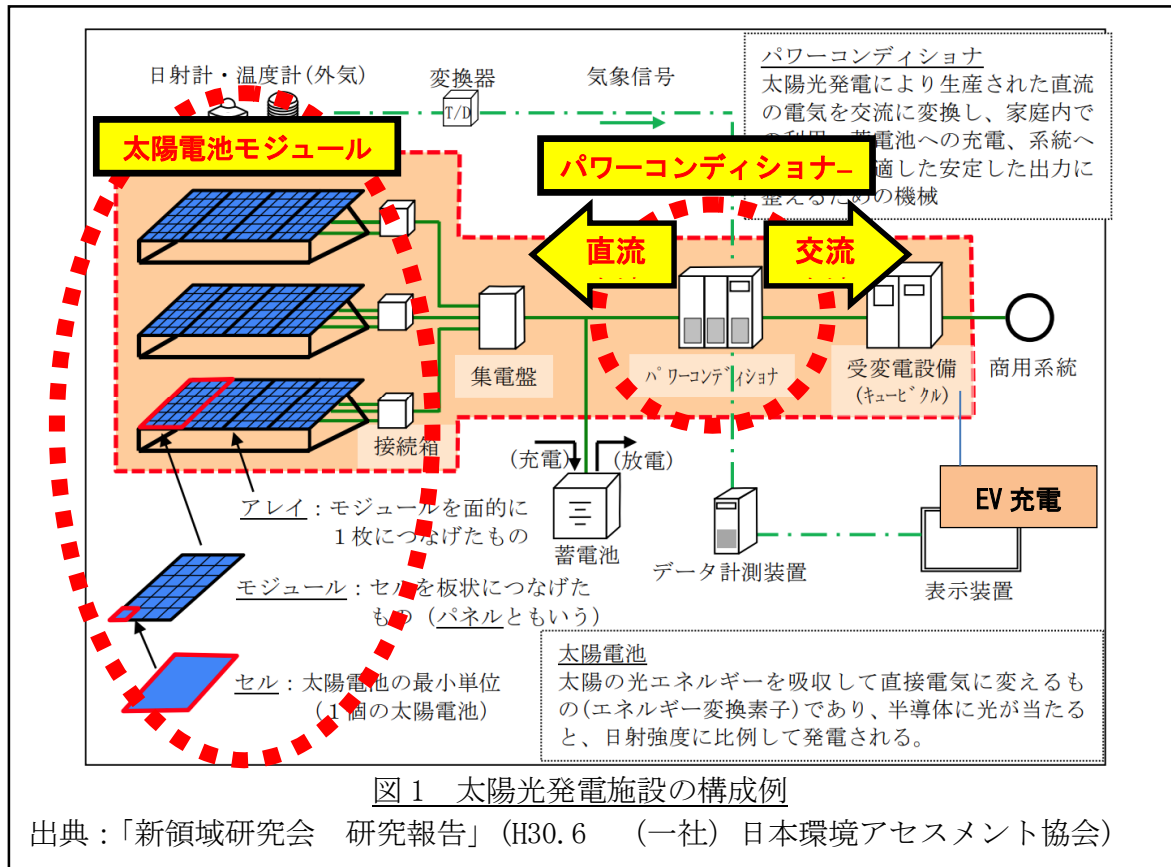 日射計・温度計(外気)
変換器
T/D
気象信号
パワーコンディショナ
太陽光発電により生産された直流
の電気を交流に変換し、家庭内で
電池への充電、系統へ
適した安定した出力に
整えるための機械
太陽電池モジュール
パワーコンディショナ−
直流
交流
集電盤
パワーコンディショナ
受変電設備
(キュービクル)
商用系統
接続箱
(充電)
(放電)
蓄電池
データ計測装置
EV 充電
表示装置
アレイ：モジュールを面的に
１枚につなげたもの
モジュール：セルを板状につなげた
もの（パネルともいう）
セル：太陽電池の最小単位
（１個の太陽電池）
太陽電池
太陽の光エネルギーを吸収して直接電気に変えるも
の(エネルギー変換素子)であり、半導体に光が当たる
と、日射強度に比例して発電される。
図１　太陽光発電施設の構成例
出典：「新領域研究会　研究報告」（H30.6　（一社）日本環境アセスメント協会）